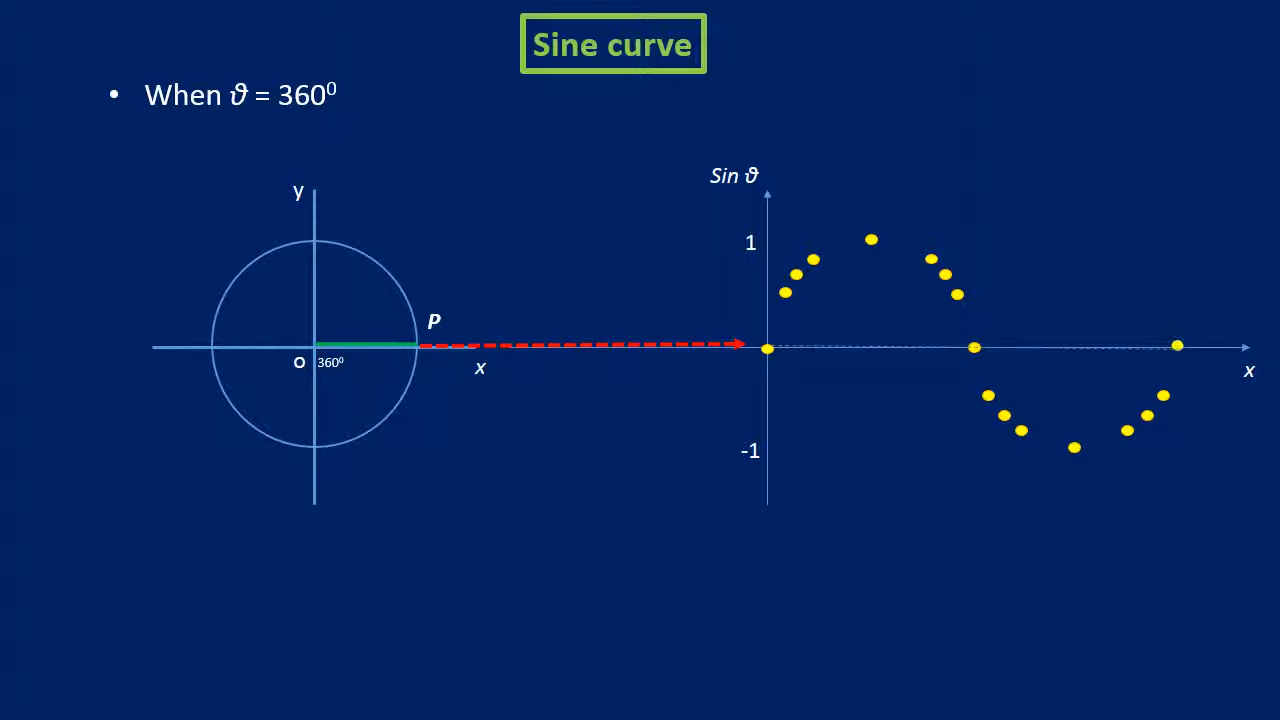 Sine curve
• When ϑ = 360⁰
Sin ϑ
y
1
P
O 360⁰
x
x
-1